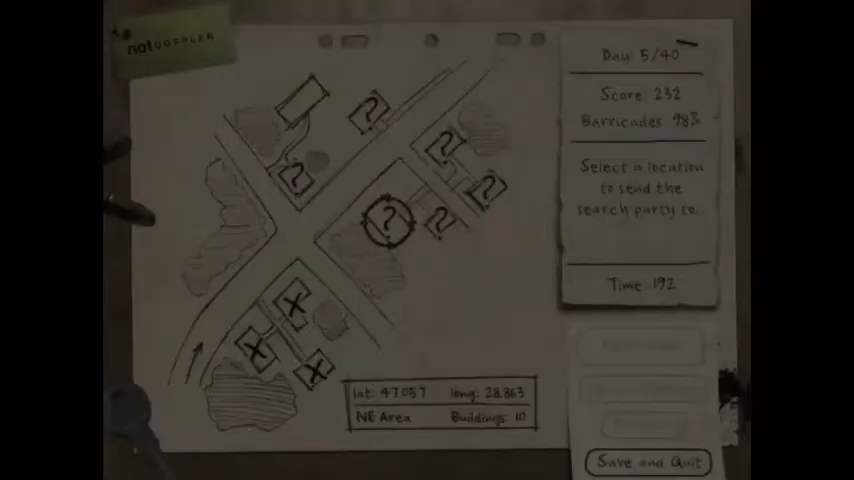 notDOPPLER
Day: 5/40
Score: 232
Barricades: 98%
Select a location
to send the
search party to..
Time: 192
?
?
?
?
?
?
X
X
X
lat: 47.057 long: 28.863
NE Area Buildings: 10
Save and Quit